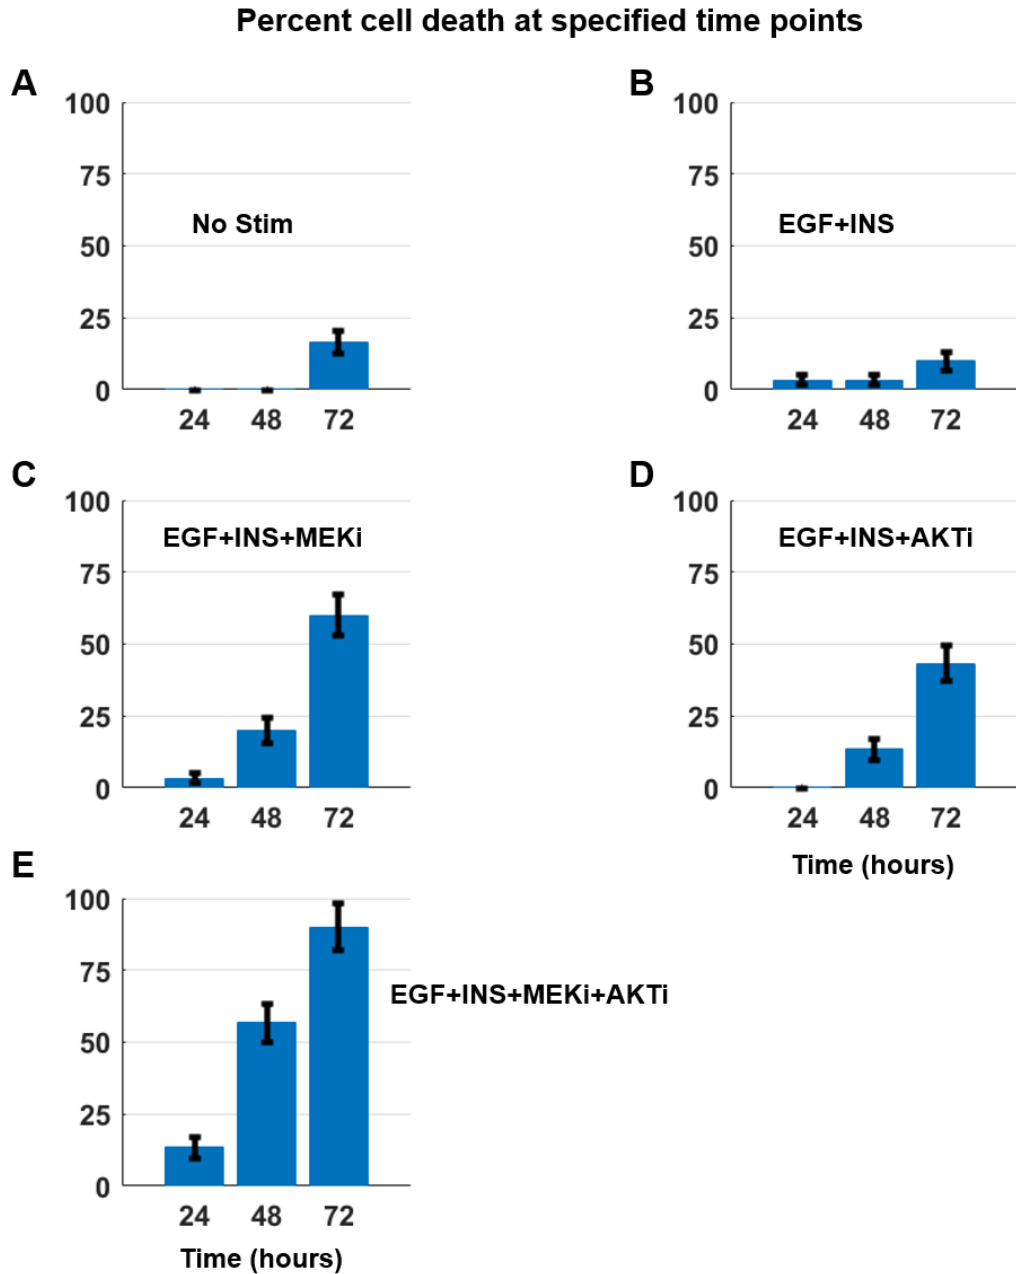 Percent cell death at specified time points
A
100
75
50
25
0
No Stim
24 48 72
B
100
75
50
25
0
EGF+INS
24 48 72
C
100
75
50
25
0
EGF+INS+MEKi
24 48 72
D
100
75
50
25
0
EGF+INS+AKTi
24 48 72
Time (hours)
E
100
75
50
25
0
EGF+INS+MEKi+AKTi
24 48 72
Time (hours)